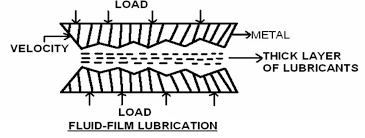 LOAD
METAL
VELOCITY
THICK LAYER
OF LUBRICANTS
LOAD
FLUID-FILM LUBRICATION